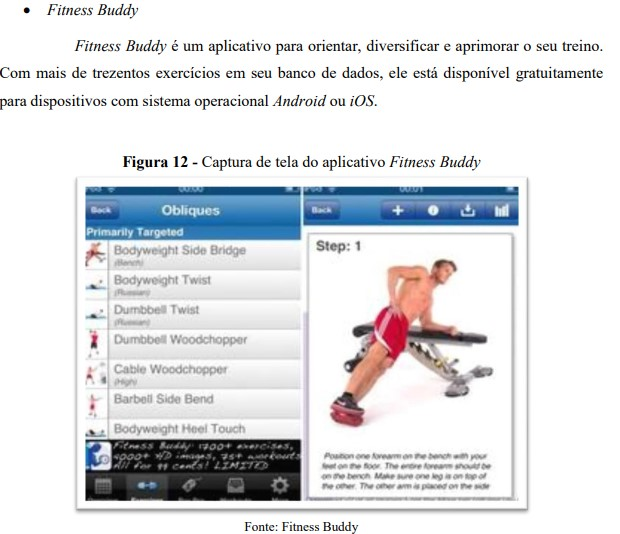 • Fitness Buddy
Fitness Buddy é um aplicativo para orientar, diversificar e aprimorar o seu treino.
Com mais de trezentos exercícios em seu banco de dados, ele está disponível gratuitamente
para dispositivos com sistema operacional Android ou iOS.
Figura 12 - Captura de tela do aplicativo Fitness Buddy
Back
Obliques
Primarily Targeted
Bodyweight Side Bridge
(Bench)
Bodyweight Twist
(Russian)
Dumbbell Twist
(Russian)
Dumbbell Woodchopper
Cable Woodchopper
(High)
Barbell Side Bend
Bodyweight Heel Touch
Fitness Buddy: 1700+ exercises,
4000+ HD images, 75+ workouts
All for 99 cents! LIMITED
Back
Step: 1
Position one forearm on the bench with your
feet on the floor. The entire forearm should be
on the bench. Make sure one leg is on top of
the other. The other arm is placed on the side
Fonte: Fitness Buddy